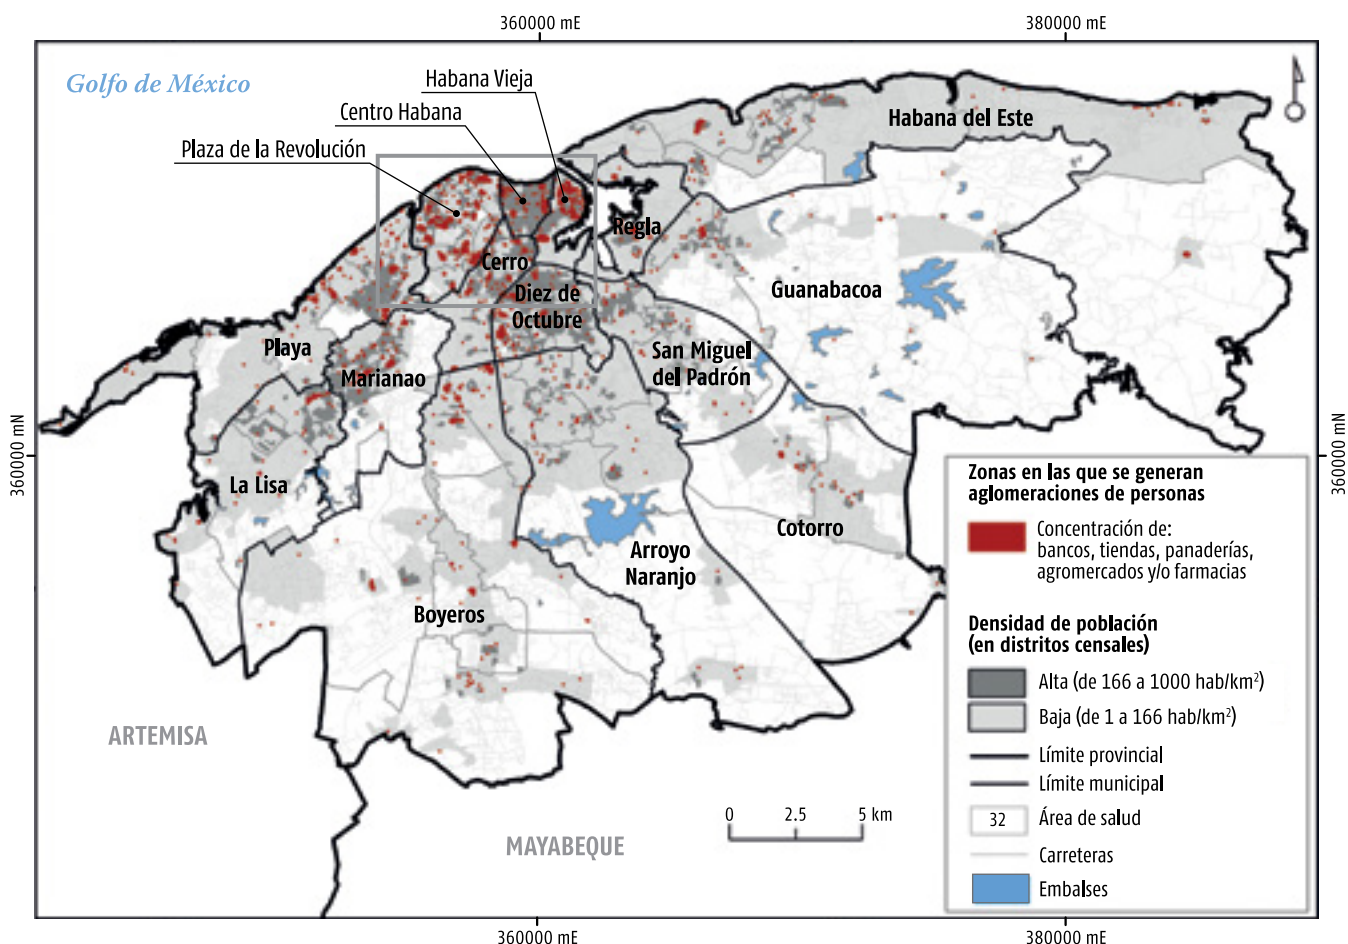 360000 mE
380000 mE
Golfo de México
Habana Vieja
Centro Habana
Plaza de la Revolución
Habana del Este
Regla
Cerro
Guanabacoa
Diez de
Octubre
Playa
San Miguel
del Padrón
Marianao
360000 mN
360000 mN
La Lisa
Cotorro
Arroyo
Naranjo
Boyeros
ARTEMISA
MAYABEQUE
0 2.5 5 km
Zonas en las que se generan
aglomeraciones de personas
Concentración de:
bancos, tiendas, panaderías,
agromercados y/o farmacias
Densidad de población
(en distritos censales)
Alta (de 166 a 1000 hab/km²)
Baja (de 1 a 166 hab/km²)
Límite provincial
Límite municipal
32 Área de salud
Carreteras
Embalses
360000 mE
380000 mE